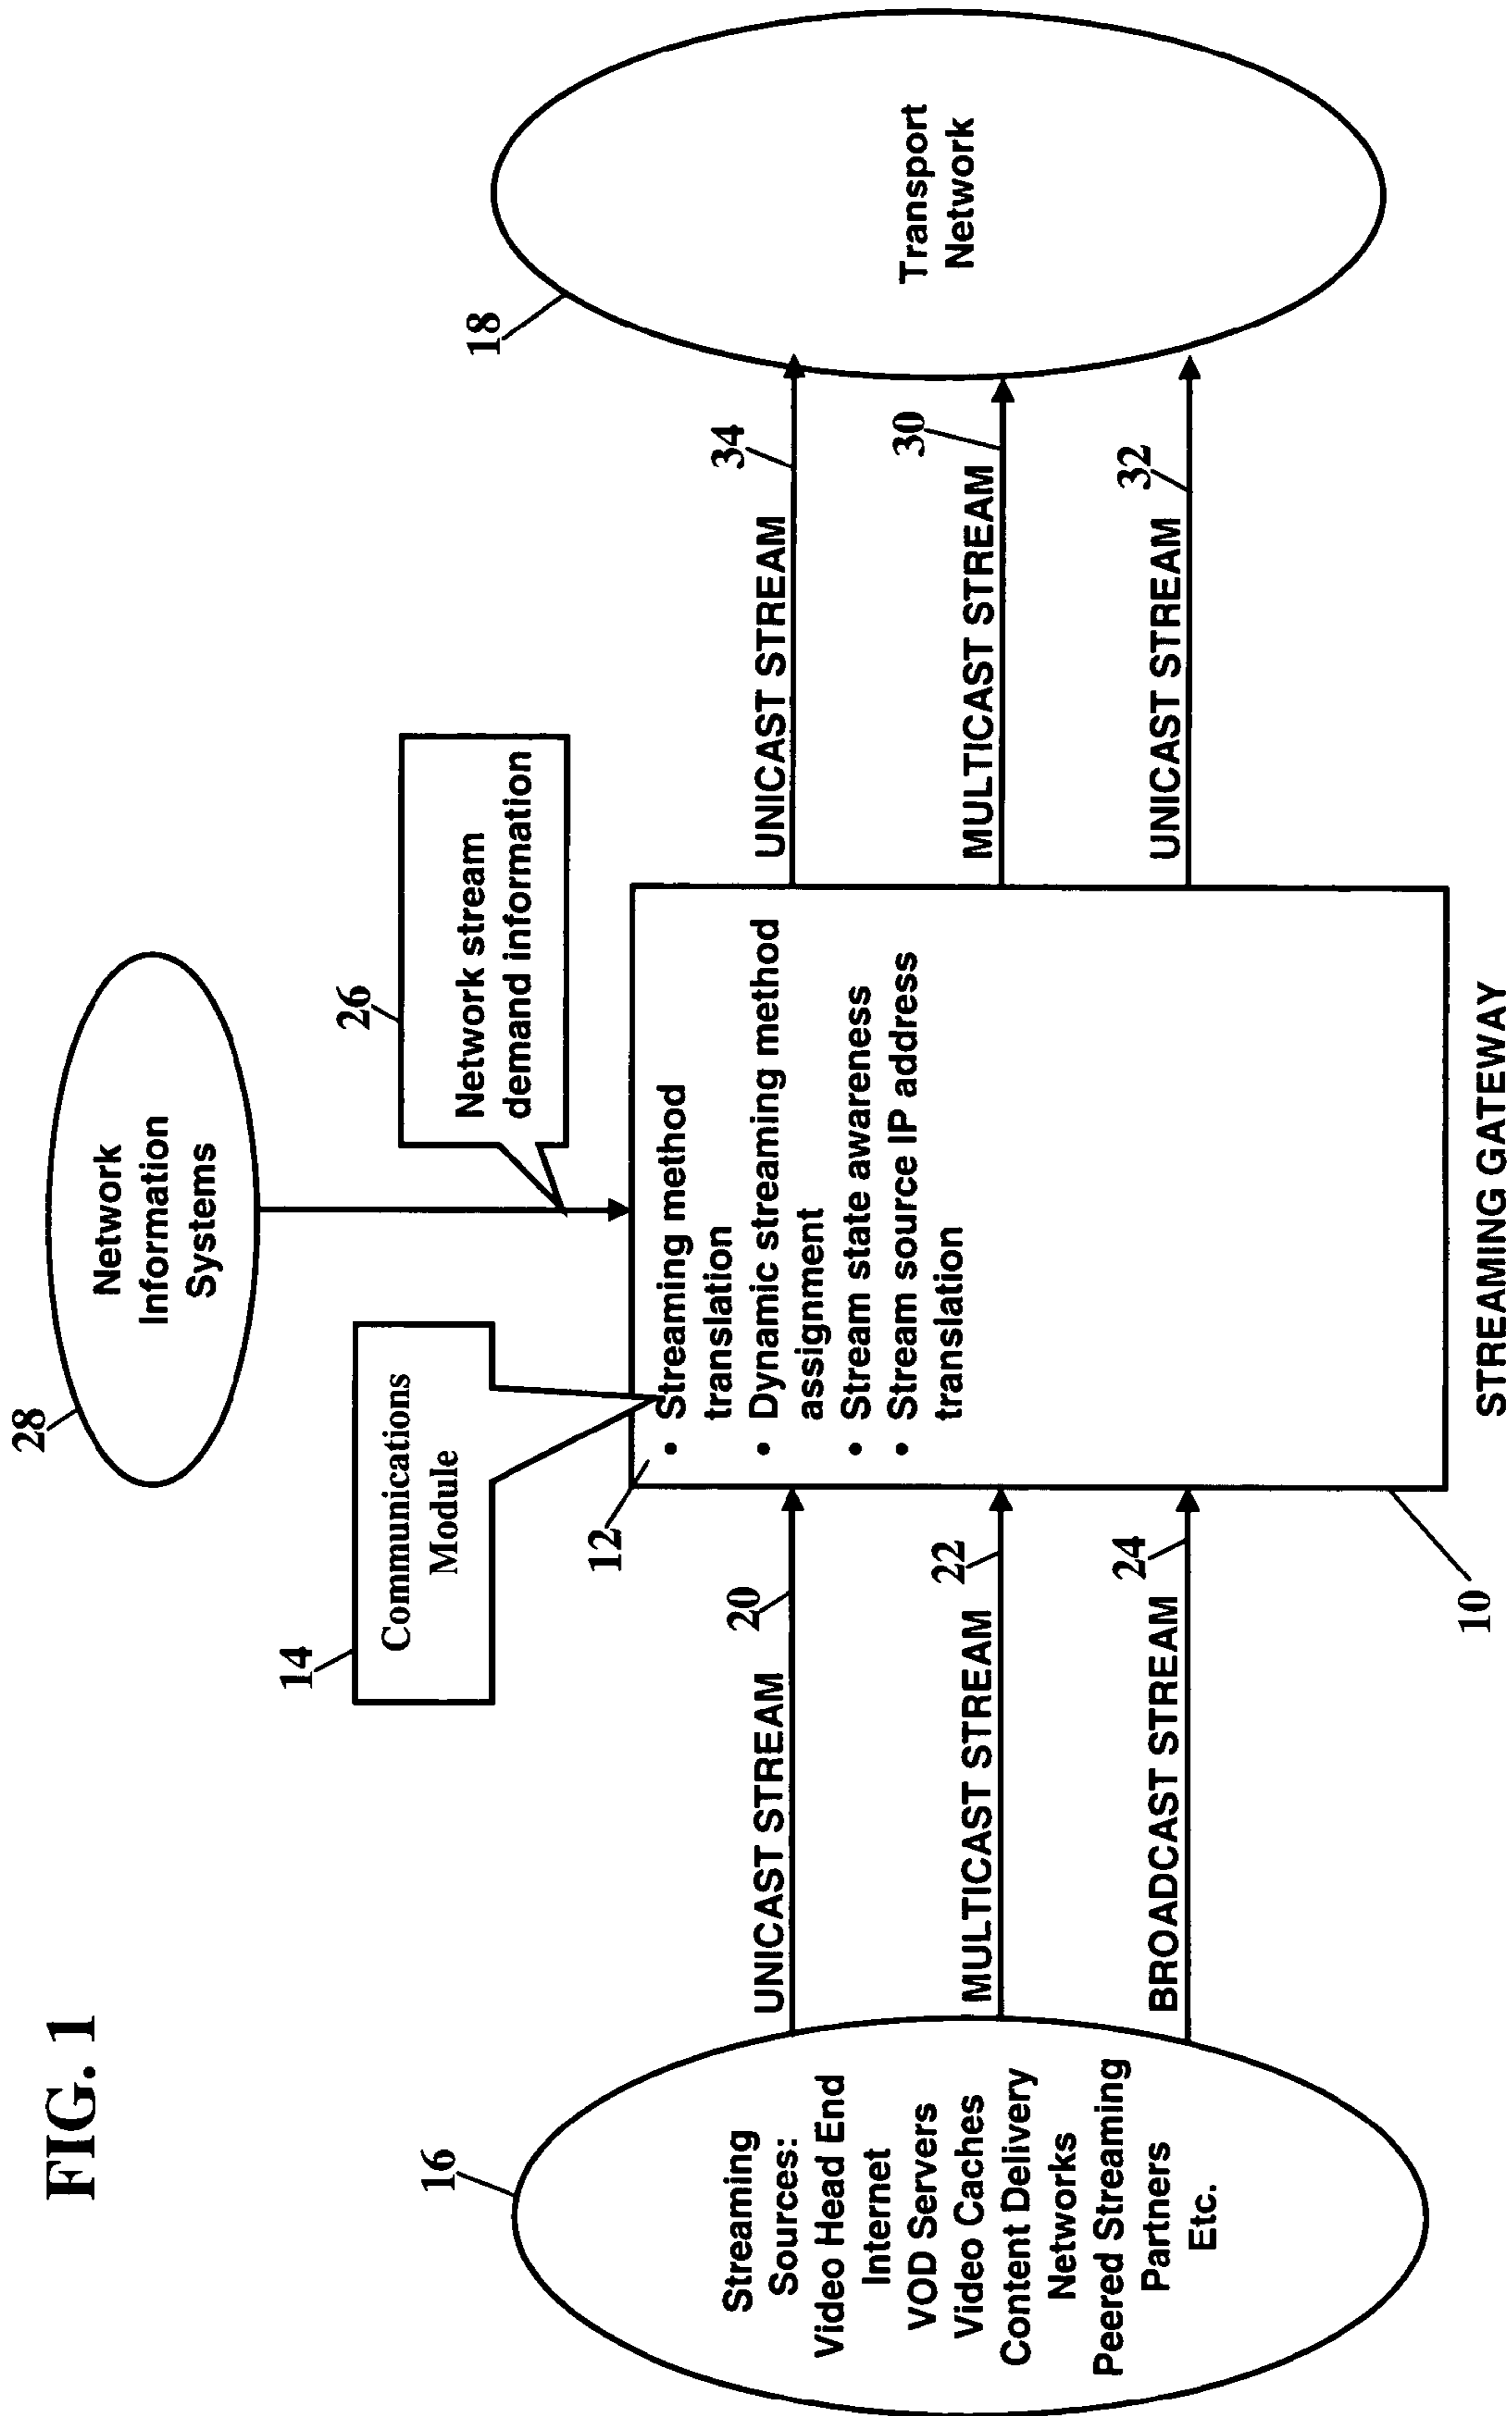 FIG. 1
28
Network
Information
Systems
14
Communications
Module
26
Network stream
demand information
16
Streaming
Sources:
Video Head End
Internet
VOD Servers
Video Caches
Content Delivery
Networks
Peered Streaming
Partners
Etc.
UNICAST STREAM
20
MULTICAST STREAM
22
BROADCAST STREAM
24
12
• Streaming method
translation
• Dynamic streaming method
assignment
• Stream state awareness
• Stream source IP address
translation
10
STREAMING GATEWAY
UNICAST STREAM
34
MULTICAST STREAM
30
UNICAST STREAM
32
18
Transport
Network